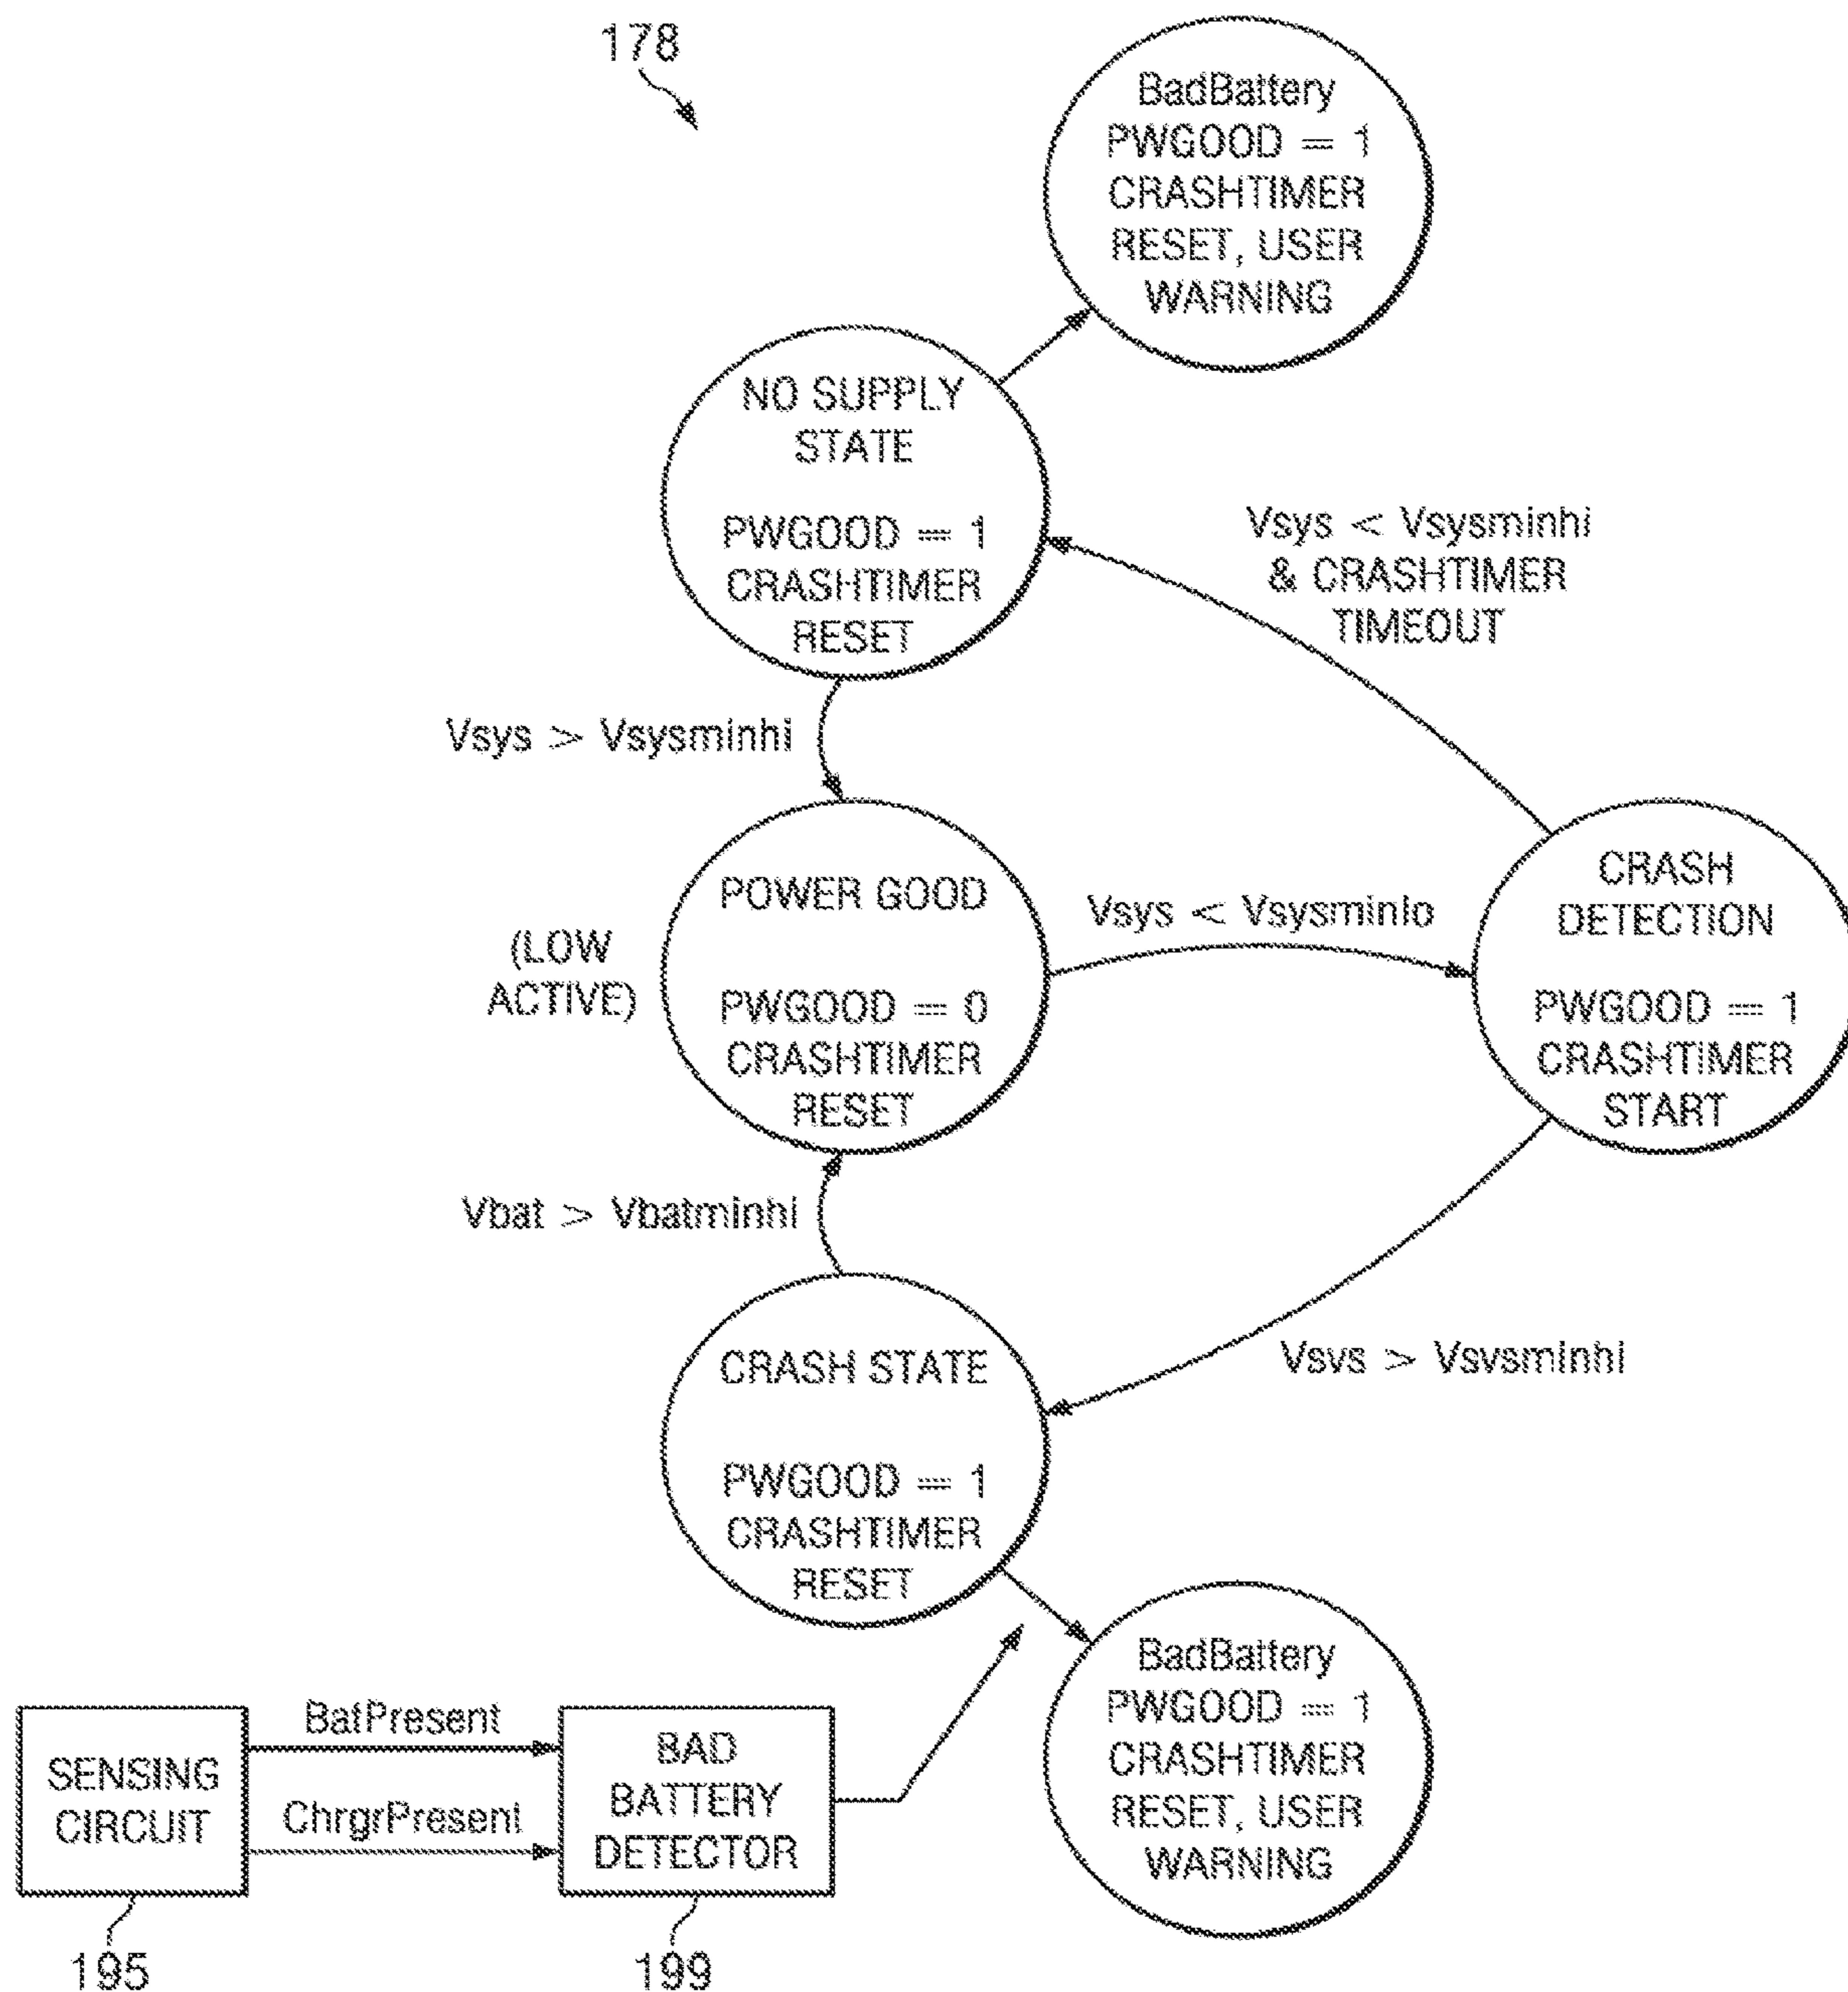 178
BadBattery
PWGOOD = 1
CRASHTIMER
RESET, USER
WARNING
NO SUPPLY
STATE
PWGOOD = 1
CRASHTIMER
RESET
Vsys < Vsysminhi
& CRASHTIMER
TIMEOUT
Vsys > Vsysminhi
POWER GOOD
PWGOOD = 0
CRASHTIMER
RESET
(LOW
ACTIVE)
Vsys < Vsysminlo
CRASH
DETECTION
PWGOOD = 1
CRASHTIMER
START
Vbat > Vbatminhi
CRASH STATE
PWGOOD = 1
CRASHTIMER
RESET
Vsvs > Vsvsminhi
BadBattery
PWGOOD = 1
CRASHTIMER
RESET, USER
WARNING
SENSING
CIRCUIT
BatPresent
ChrgrPresent
BAD
BATTERY
DETECTOR
195
199